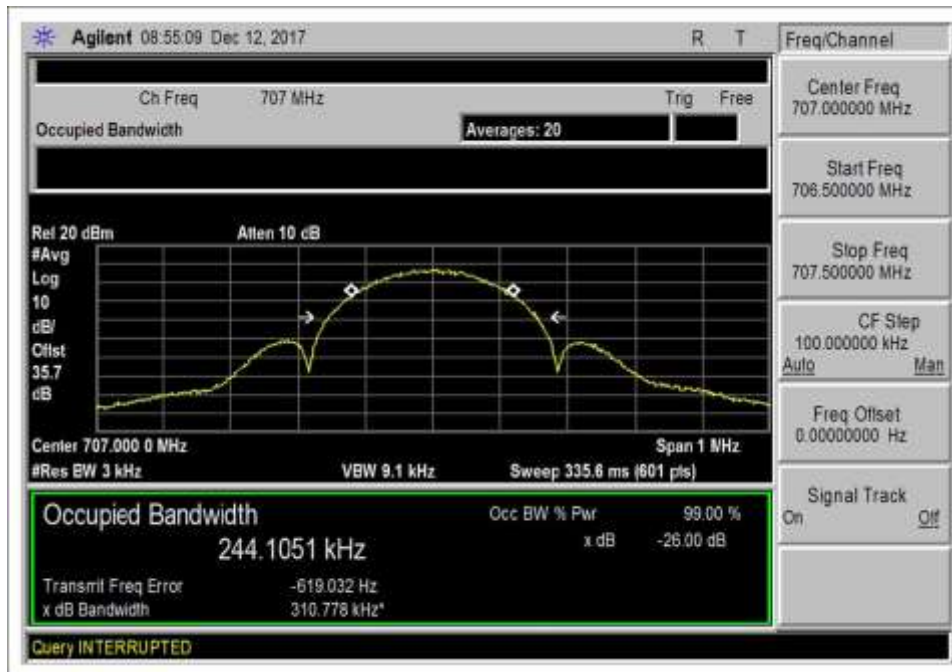 Agilent 08:55:09 Dec 12, 2017 R T
Freq/Channel
Ch Freq 707 MHz Trig Free
Occupied Bandwidth Averages: 20
Center Freq
707.000000 MHz
Start Freq
706.500000 MHz
Stop Freq
707.500000 MHz
CF Step
100.000000 kHz
Auto Man
Freq Offset
0.00000000 Hz
Signal Track
On Off
Ref 20 dBm Atten 10 dB
#Avg
Log
10
dB/
Offst
35.7
dB
Center 707.000 0 MHz Span 1 MHz
#Res BW 3 kHz VBW 9.1 kHz Sweep 335.6 ms (601 pts)
Occupied Bandwidth Occ BW % Pwr 99.00 %
244.1051 kHz x dB -26.00 dB
Transmit Freq Error -619.032 Hz
x dB Bandwidth 310.778 kHz*
Query INTERRUPTED